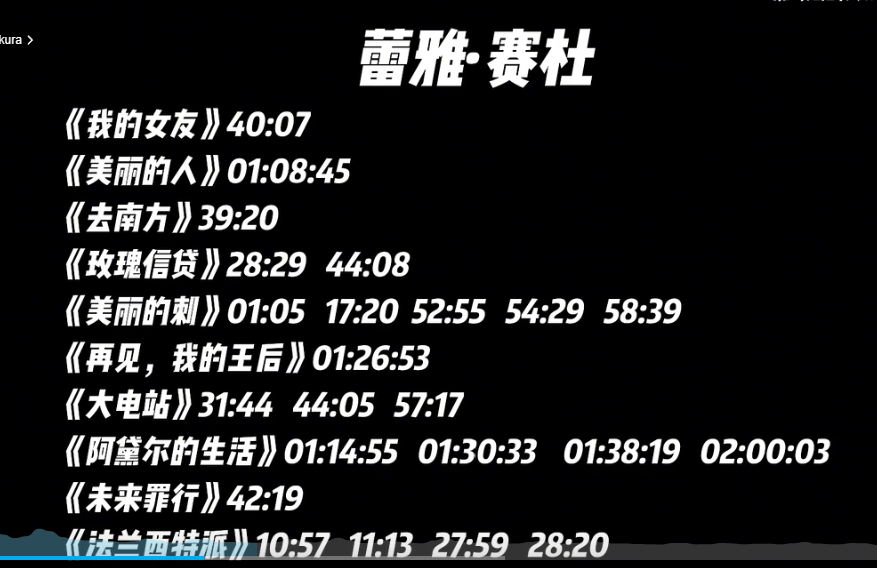 kura >
蕾雅·赛杜
《我的女友》40:07
《美丽的人》01:08:45
《去南方》39:20
《玫瑰信贷》28:29 44:08
《美丽的刺》01:05 17:20 52:55 54:29 58:39
《再见，我的王后》01:26:53
《大电站》31:44 44:05 57:17
《阿黛尔的生活》01:14:55 01:30:33 01:38:19 02:00:03
《未来罪行》42:19
《法兰西特派》10:57 11:13 27:59 28:20